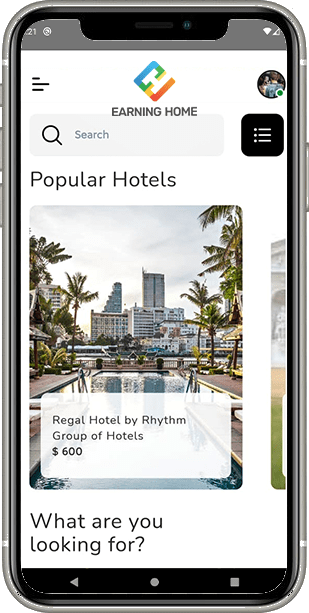 :21
EARNING HOME
Search
Popular Hotels
Regal Hotel by Rhythm
Group of Hotels
$ 600
What are you
looking for?